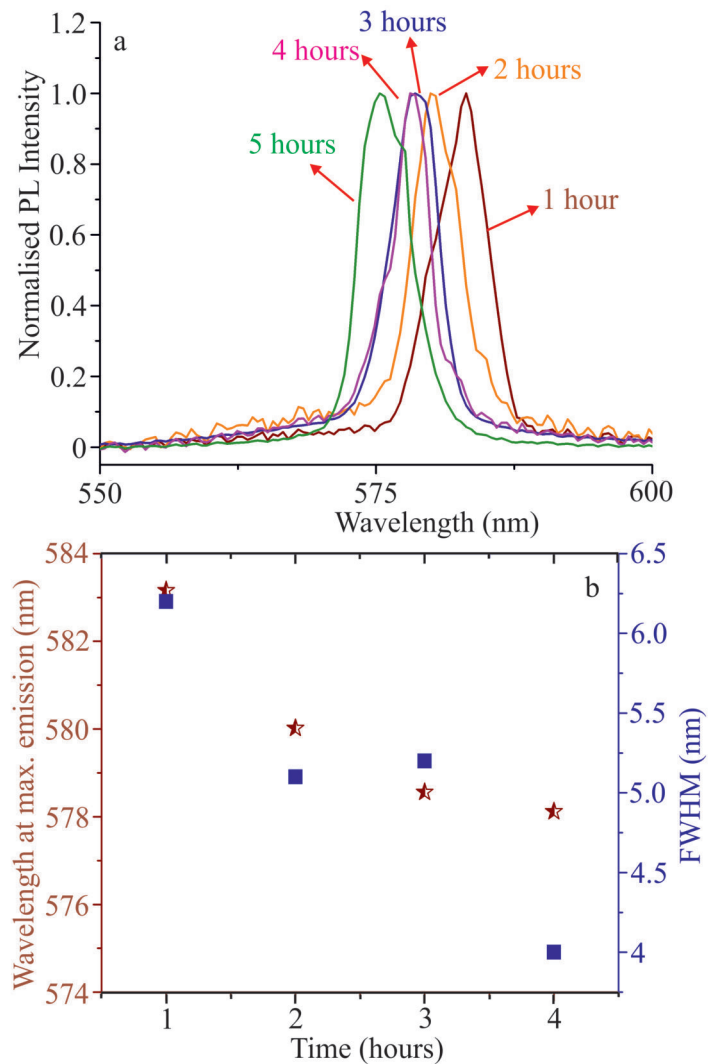 a
3 hours
4 hours
2 hours
5 hours
1 hour
Normalised PL Intensity
1.2
1.0
0.8
0.6
0.4
0.2
0
550
575
600
Wavelength (nm)
b
Wavelength at max. emission (nm)
584
582
580
578
576
574
6.5
6.0
5.5
5.0
4.5
4
FWHM (nm)
1
2
3
4
Time (hours)